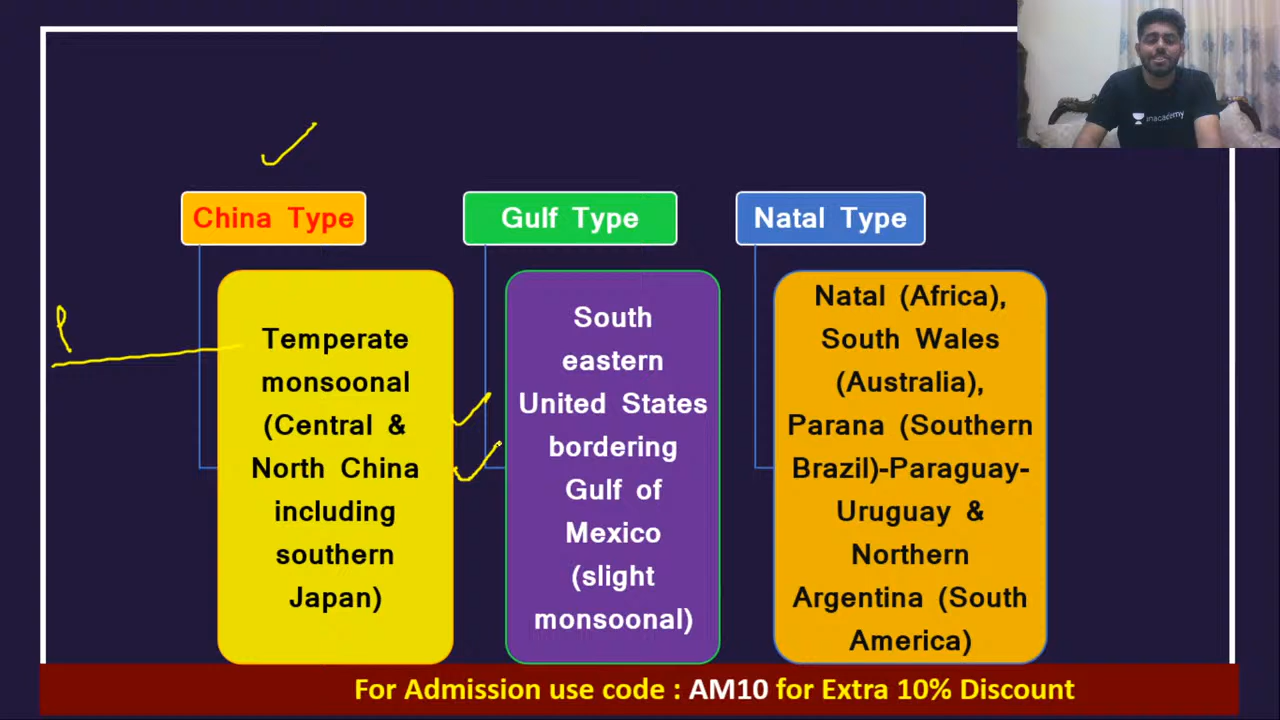 unacademy
China Type
Gulf Type
Natal Type
Temperate
monsoonal
(Central &
North China
including
southern
Japan)
South
eastern
United States
bordering
Gulf of
Mexico
(slight
monsoonal)
Natal (Africa),
South Wales
(Australia),
Parana (Southern
Brazil)-Paraguay-
Uruguay &
Northern
Argentina (South
America)
For Admission use code : AM10 for Extra 10% Discount